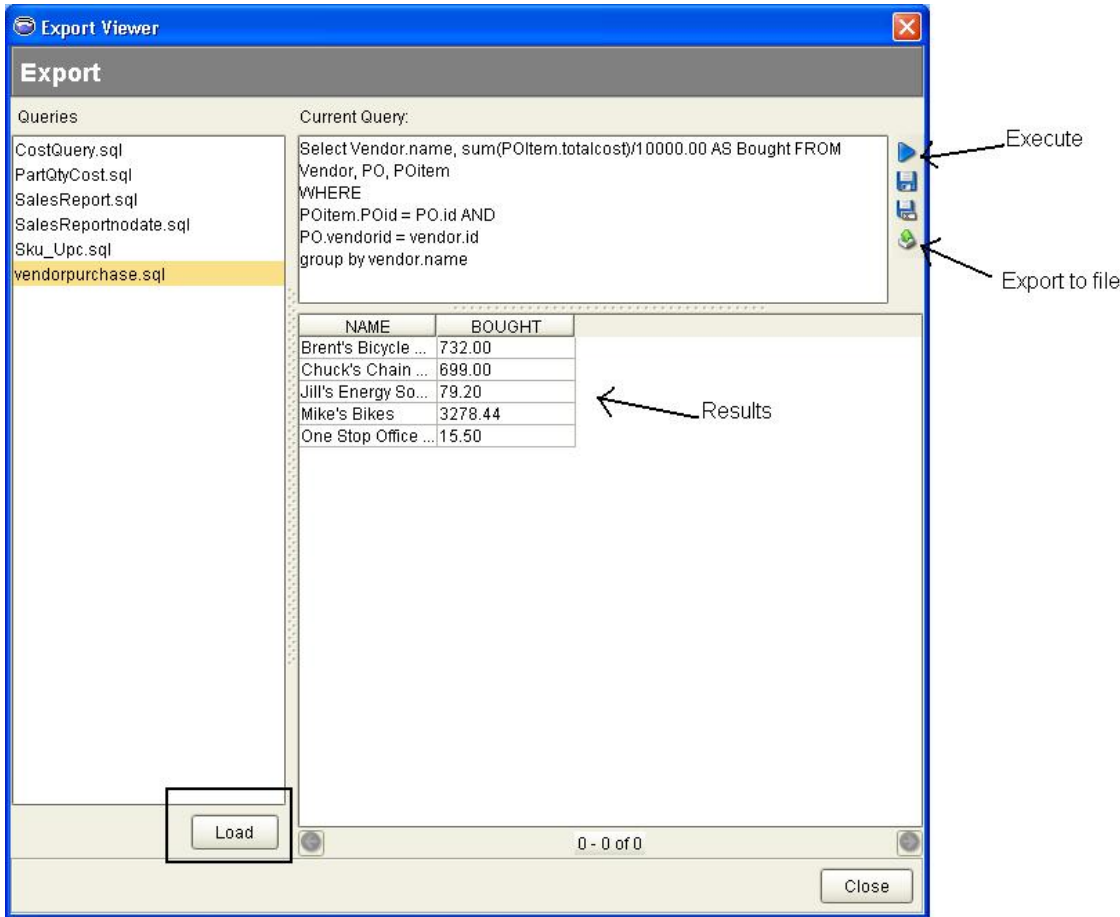 Export Viewer
Export
Queries
Current Query:
CostQuery.sql
PartQtyCost.sql
SalesReport.sql
SalesReportnodate.sql
Sku_Upc.sql
vendorpurchase.sql
Select Vendor.name, sum(POItem.totalcost)/10000.00 AS Bought FROM
Vendor, PO, POitem
WHERE
POitem.POid = PO.id AND
PO.vendorid = vendor.id
group by vendor.name
Execute
Export to file
NAME BOUGHT
Brent's Bicycle ... 732.00
Chuck's Chain ... 699.00
Jill's Energy So... 79.20
Mike's Bikes 3278.44
One Stop Office ... 15.50
Results
Load
0 - 0 of 0
Close